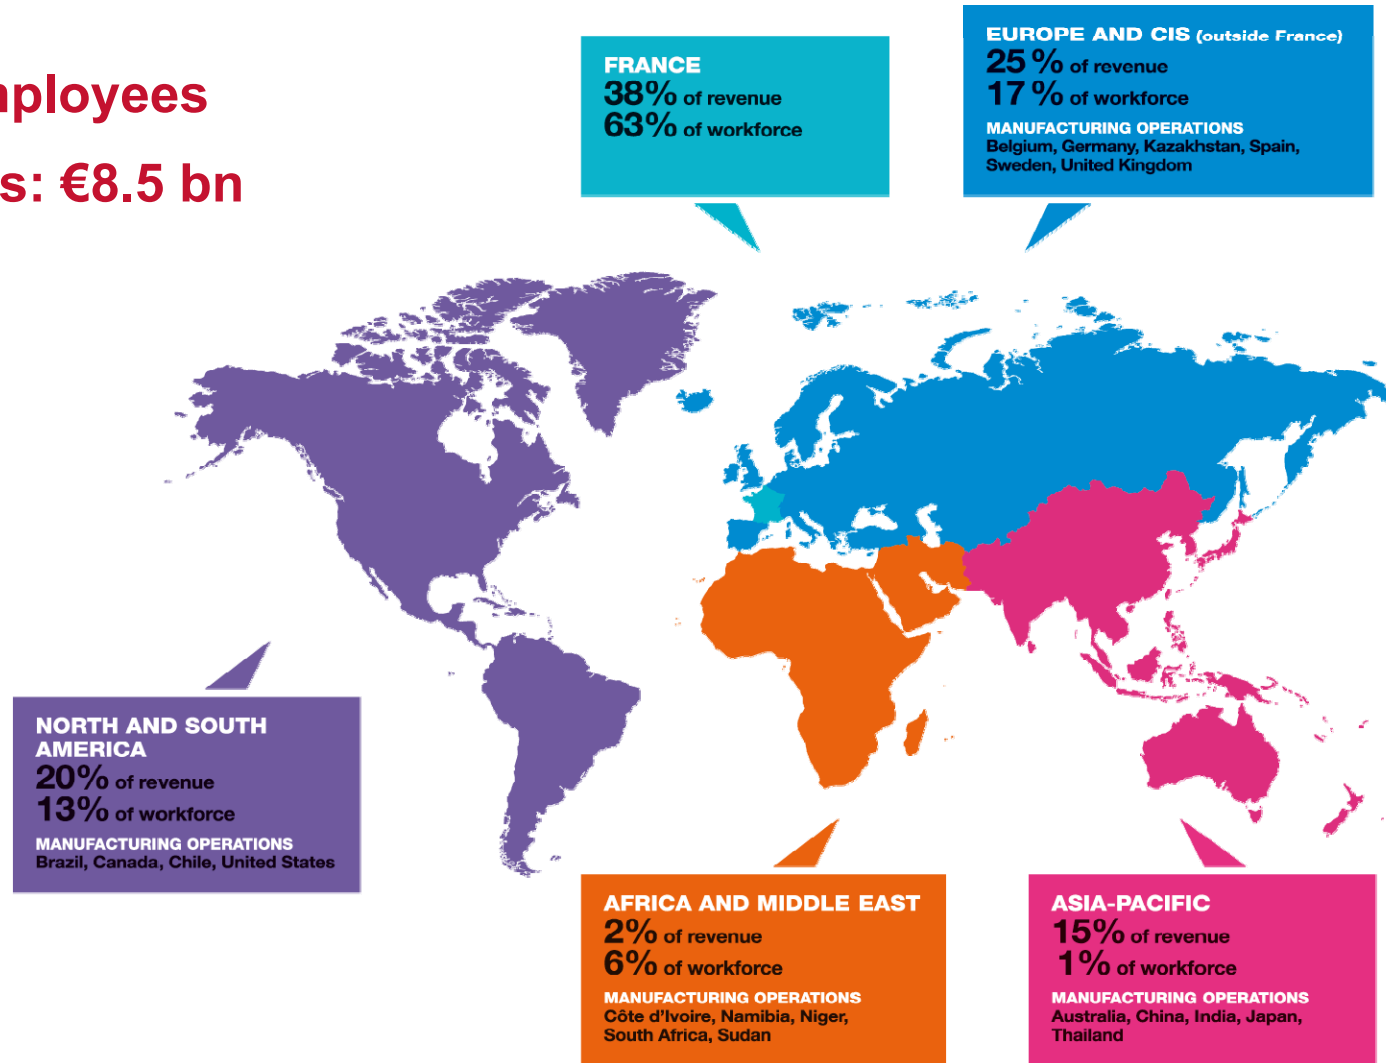 mployees
s: €8.5 bn
FRANCE
38% of revenue
63% of workforce
EUROPE AND CIS (outside France)
25 % of revenue
17 % of workforce
MANUFACTURING OPERATIONS
Belgium, Germany, Kazakhstan, Spain,
Sweden, United Kingdom
NORTH AND SOUTH
AMERICA
20% of revenue
13% of workforce
MANUFACTURING OPERATIONS
Brazil, Canada, Chile, United States
AFRICA AND MIDDLE EAST
2% of revenue
6% of workforce
MANUFACTURING OPERATIONS
Côte d'Ivoire, Namibia, Niger,
South Africa, Sudan
ASIA-PACIFIC
15% of revenue
1% of workforce
MANUFACTURING OPERATIONS
Australia, China, India, Japan,
Thailand